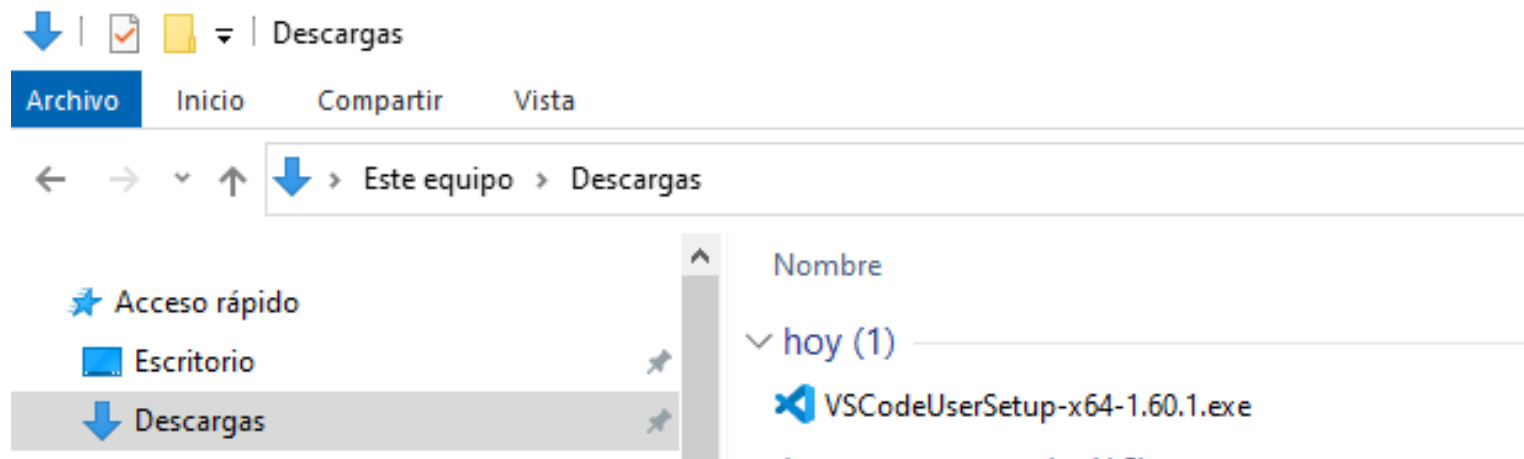 Descargas
Archivo Inicio Compartir Vista
Este equipo > Descargas
Nombre
Acceso rápido
hoy (1)
Escritorio
VSCodeUserSetup-x64-1.60.1.exe
Descargas